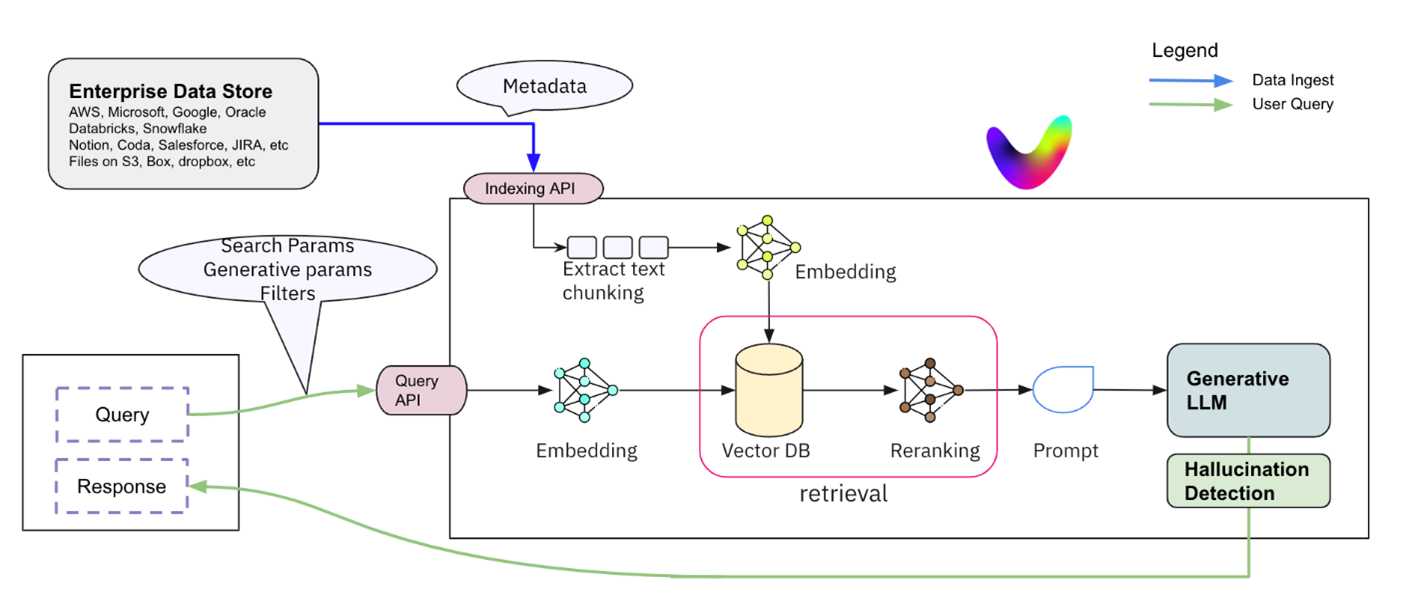 Legend
Data Ingest
User Query
Enterprise Data Store
AWS, Microsoft, Google, Oracle
Databricks, Snowflake
Notion, Coda, Salesforce, JIRA, etc
Files on S3, Box, dropbox, etc
Metadata
Indexing API
Extract text
chunking
Embedding
Search Params
Generative params
Filters
Query
Response
Query
API
Embedding
Vector DB
Reranking
retrieval
Prompt
Generative
LLM
Hallucination
Detection